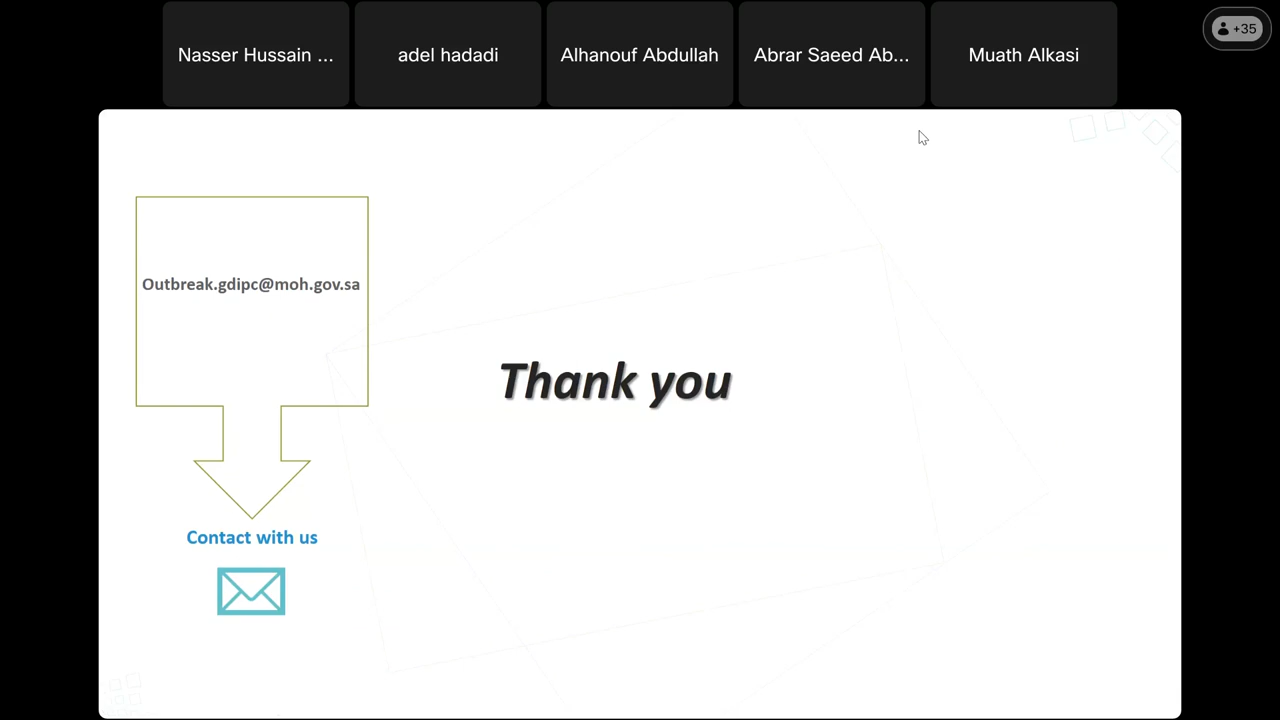 Nasser Hussain ...
adel hadadi
Alhanouf Abdullah
Abrar Saeed Ab...
Muath Alkasi
+35
Outbreak.gdipc@moh.gov.sa
Thank you
Contact with us